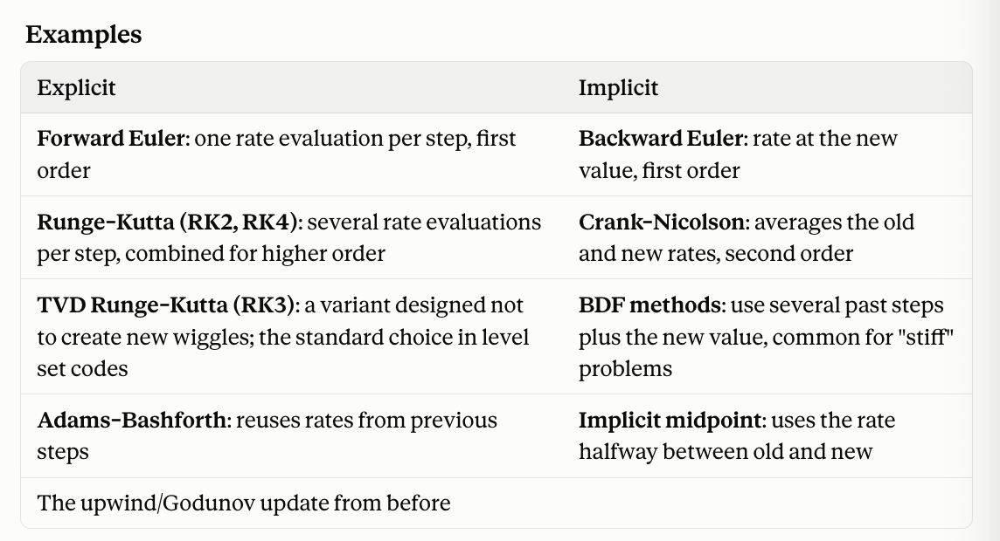 Examples
Explicit
Implicit
Forward Euler: one rate evaluation per step, first
order
Backward Euler: rate at the new
value, first order
Runge–Kutta (RK2, RK4): several rate evaluations
per step, combined for higher order
Crank–Nicolson: averages the old
and new rates, second order
TVD Runge–Kutta (RK3): a variant designed not
to create new wiggles; the standard choice in level
set codes
BDF methods: use several past steps
plus the new value, common for "stiff"
problems
Adams–Bashforth: reuses rates from previous
steps
Implicit midpoint: uses the rate
halfway between old and new
The upwind/Godunov update from before